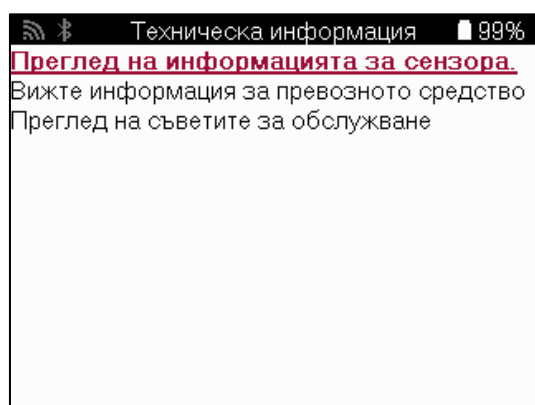 Техническа информация 99%
Преглед на информацията за сензора.
Вижте информация за превозното средство
Преглед на съветите за обслужване